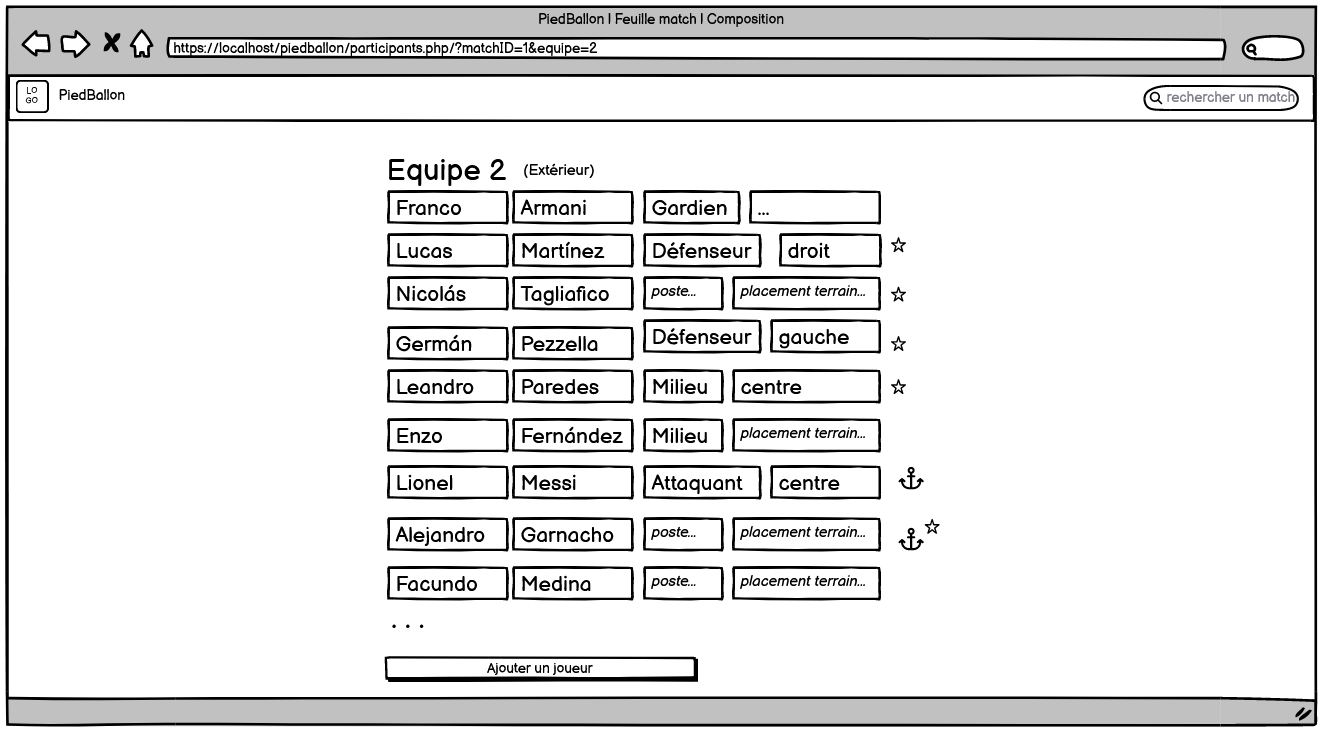 PiedBallon | Feuille match | Composition
https://localhost/piedballon/participants.php/?matchID=1&equipe=2
LO
GO
PiedBallon
rechercher un match
Equipe 2 (Extérieur)
Franco Armani Gardien ...
Lucas Martínez Défenseur droit
Nicolás Tagliafico poste... placement terrain...
Germán Pezzella Défenseur gauche
Leandro Paredes Milieu centre
Enzo Fernández Milieu placement terrain...
Lionel Messi Attaquant centre
Alejandro Garnacho poste... placement terrain...
Facundo Medina poste... placement terrain...
. . .
Ajouter un joueur